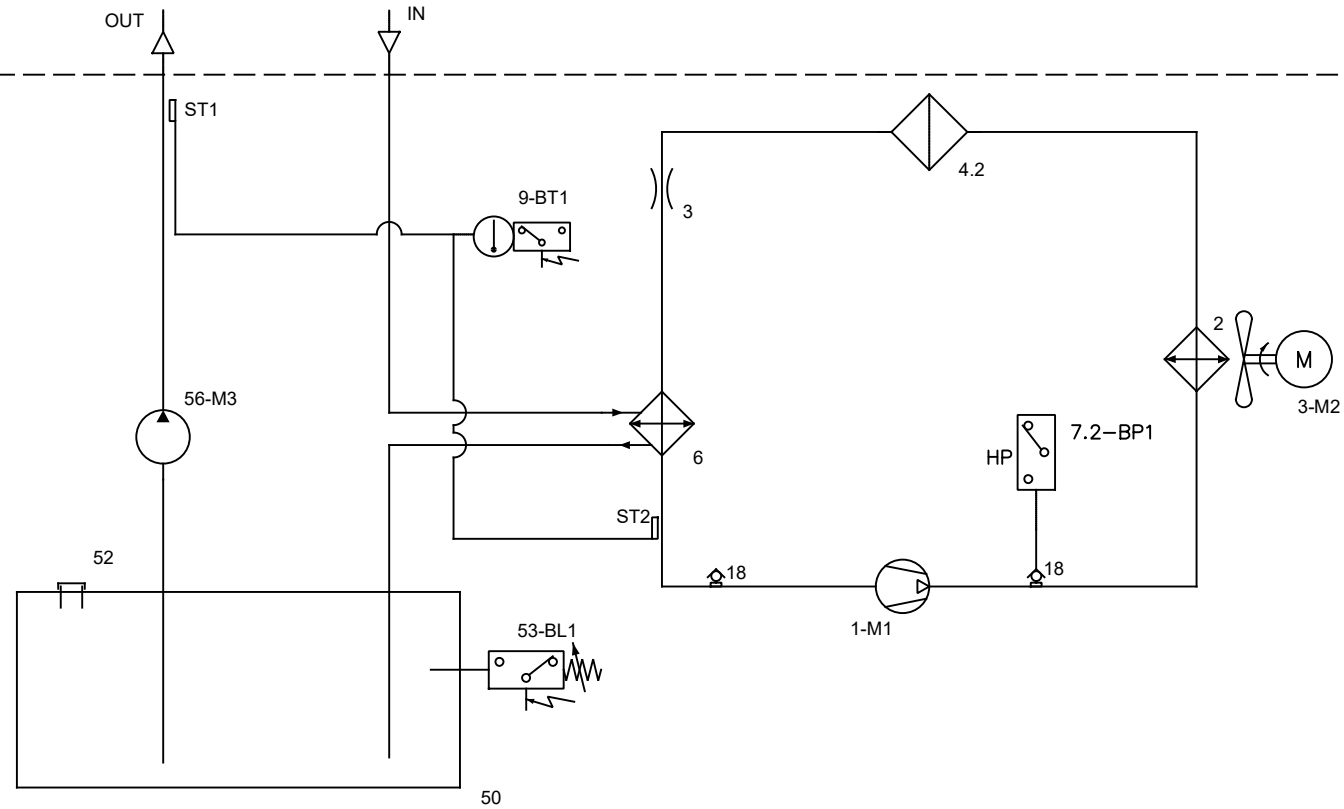 OUT
IN
ST1
4.2
9-BT1
3
2
M
56-M3
3-M2
7.2-BP1
HP
6
ST2
52
18
18
1-M1
53-BL1
50